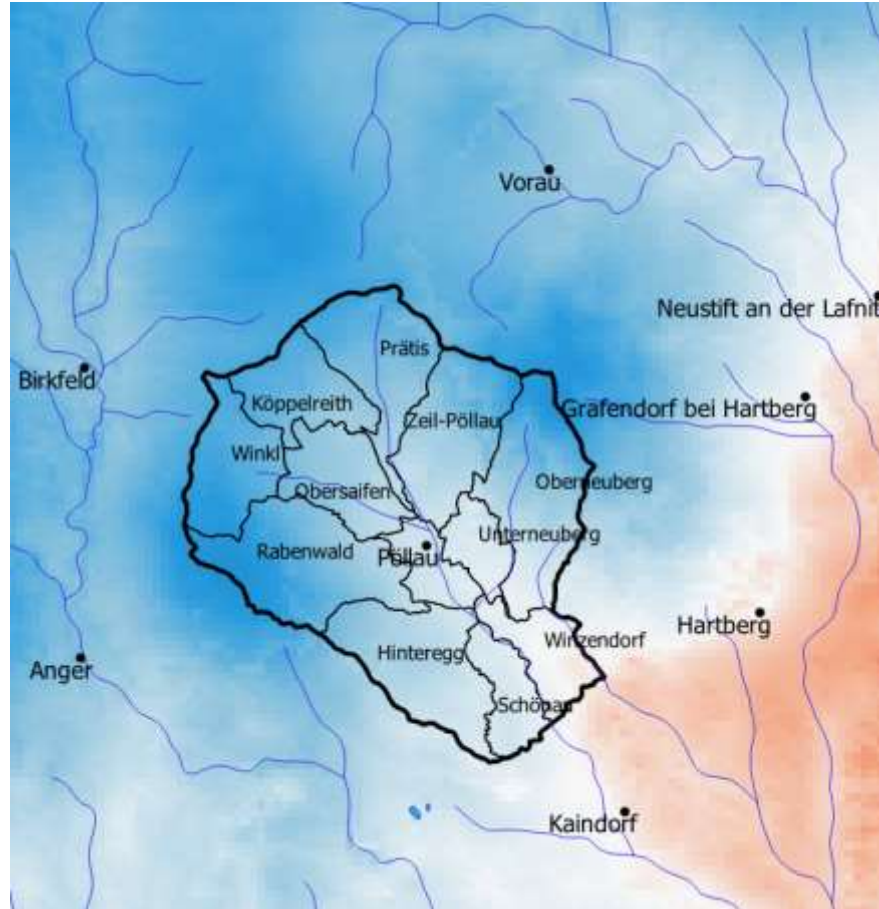 Vorau
Neustift an der Lafnit
Prätis
Birkfeld
Köppelreith
Grafendorf bei Hartberg
Zeil-Pöllau
Winkl
Oberneuberg
Obersaifen
Unterneuberg
Rabenwald
Pöllau
Hartberg
Winzendorf
Hinteregg
Anger
Schönau
Kaindorf